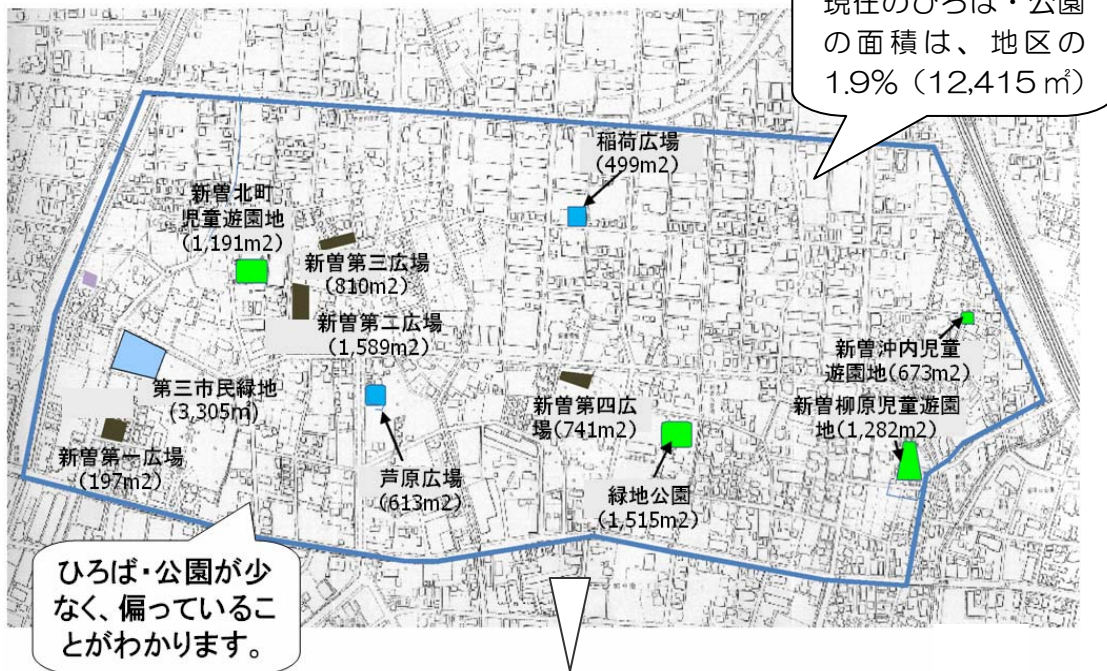 現在のひろば・公園
の面積は、地区の
1.9%（12,415㎡）
稲荷広場
(499m2)
新曽北町
児童遊園地
(1,191m2)
新曽第三広場
(810m2)
新曽第二広場
(1,589m2)
新曽沖内児童
遊園地(673m2)
第三市民緑地
(3,305㎡)
新曽第四広
場(741m2)
新曽柳原児童遊園
地(1,282m2)
新曽第一広場
(197m2)
芦原広場
(613m2)
緑地公園
(1,515m2)
ひろば・公園が少
なく、偏っているこ
とがわかります。